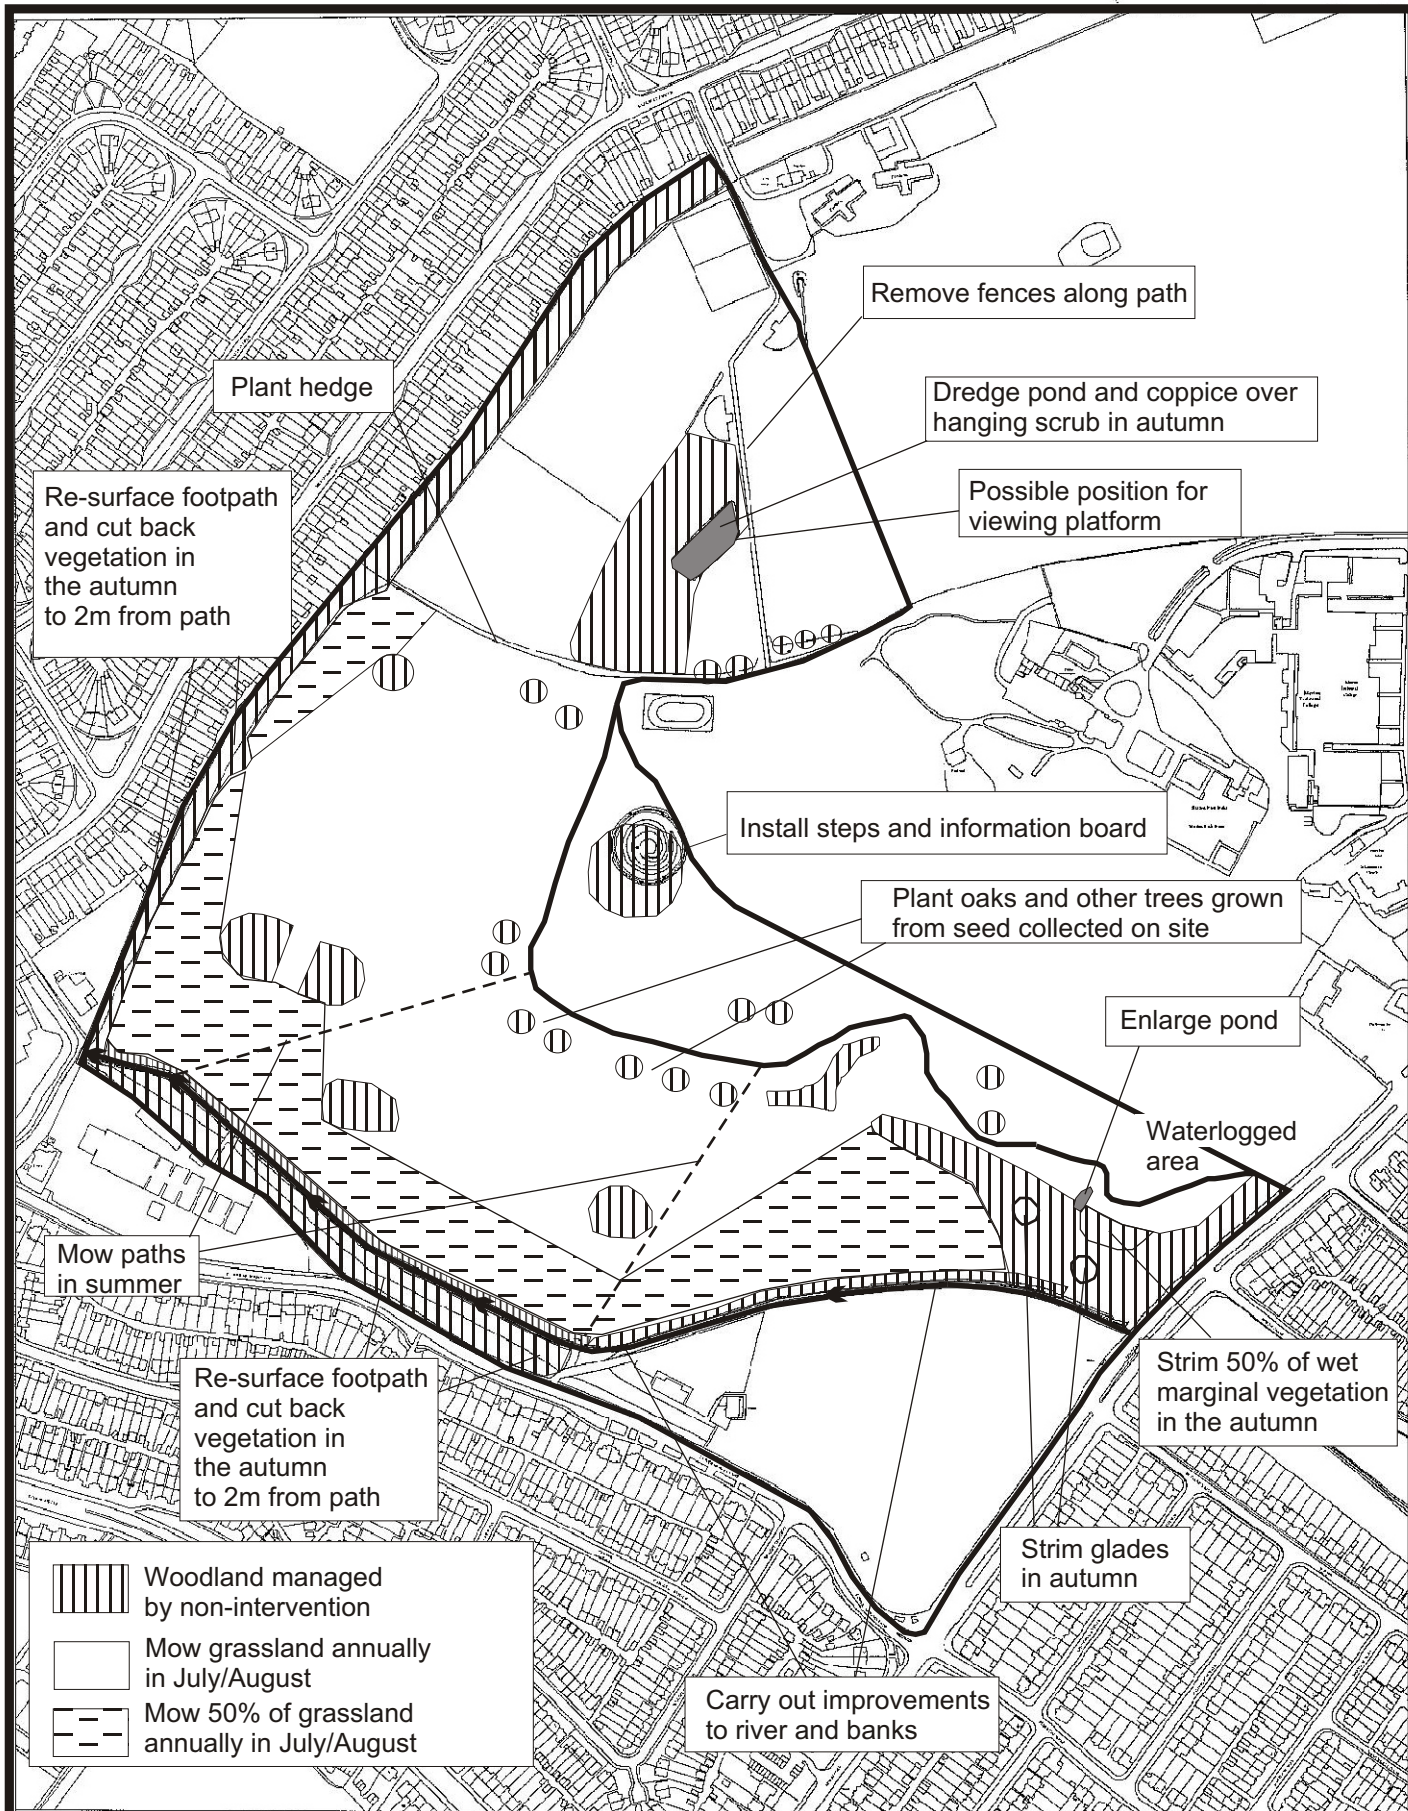 Remove fences along path
Plant hedge
Dredge pond and coppice over
hanging scrub in autumn
Possible position for
viewing platform
Re-surface footpath
and cut back
vegetation in
the autumn
to 2m from path
Install steps and information board
Plant oaks and other trees grown
from seed collected on site
Enlarge pond
Waterlogged
area
Mow paths
in summer
Strim 50% of wet
marginal vegetation
in the autumn
Re-surface footpath
and cut back
vegetation in
the autumn
to 2m from path
Strim glades
in autumn
Carry out improvements
to river and banks
Woodland managed
by non-intervention
Mow grassland annually
in July/August
Mow 50% of grassland
annually in July/August